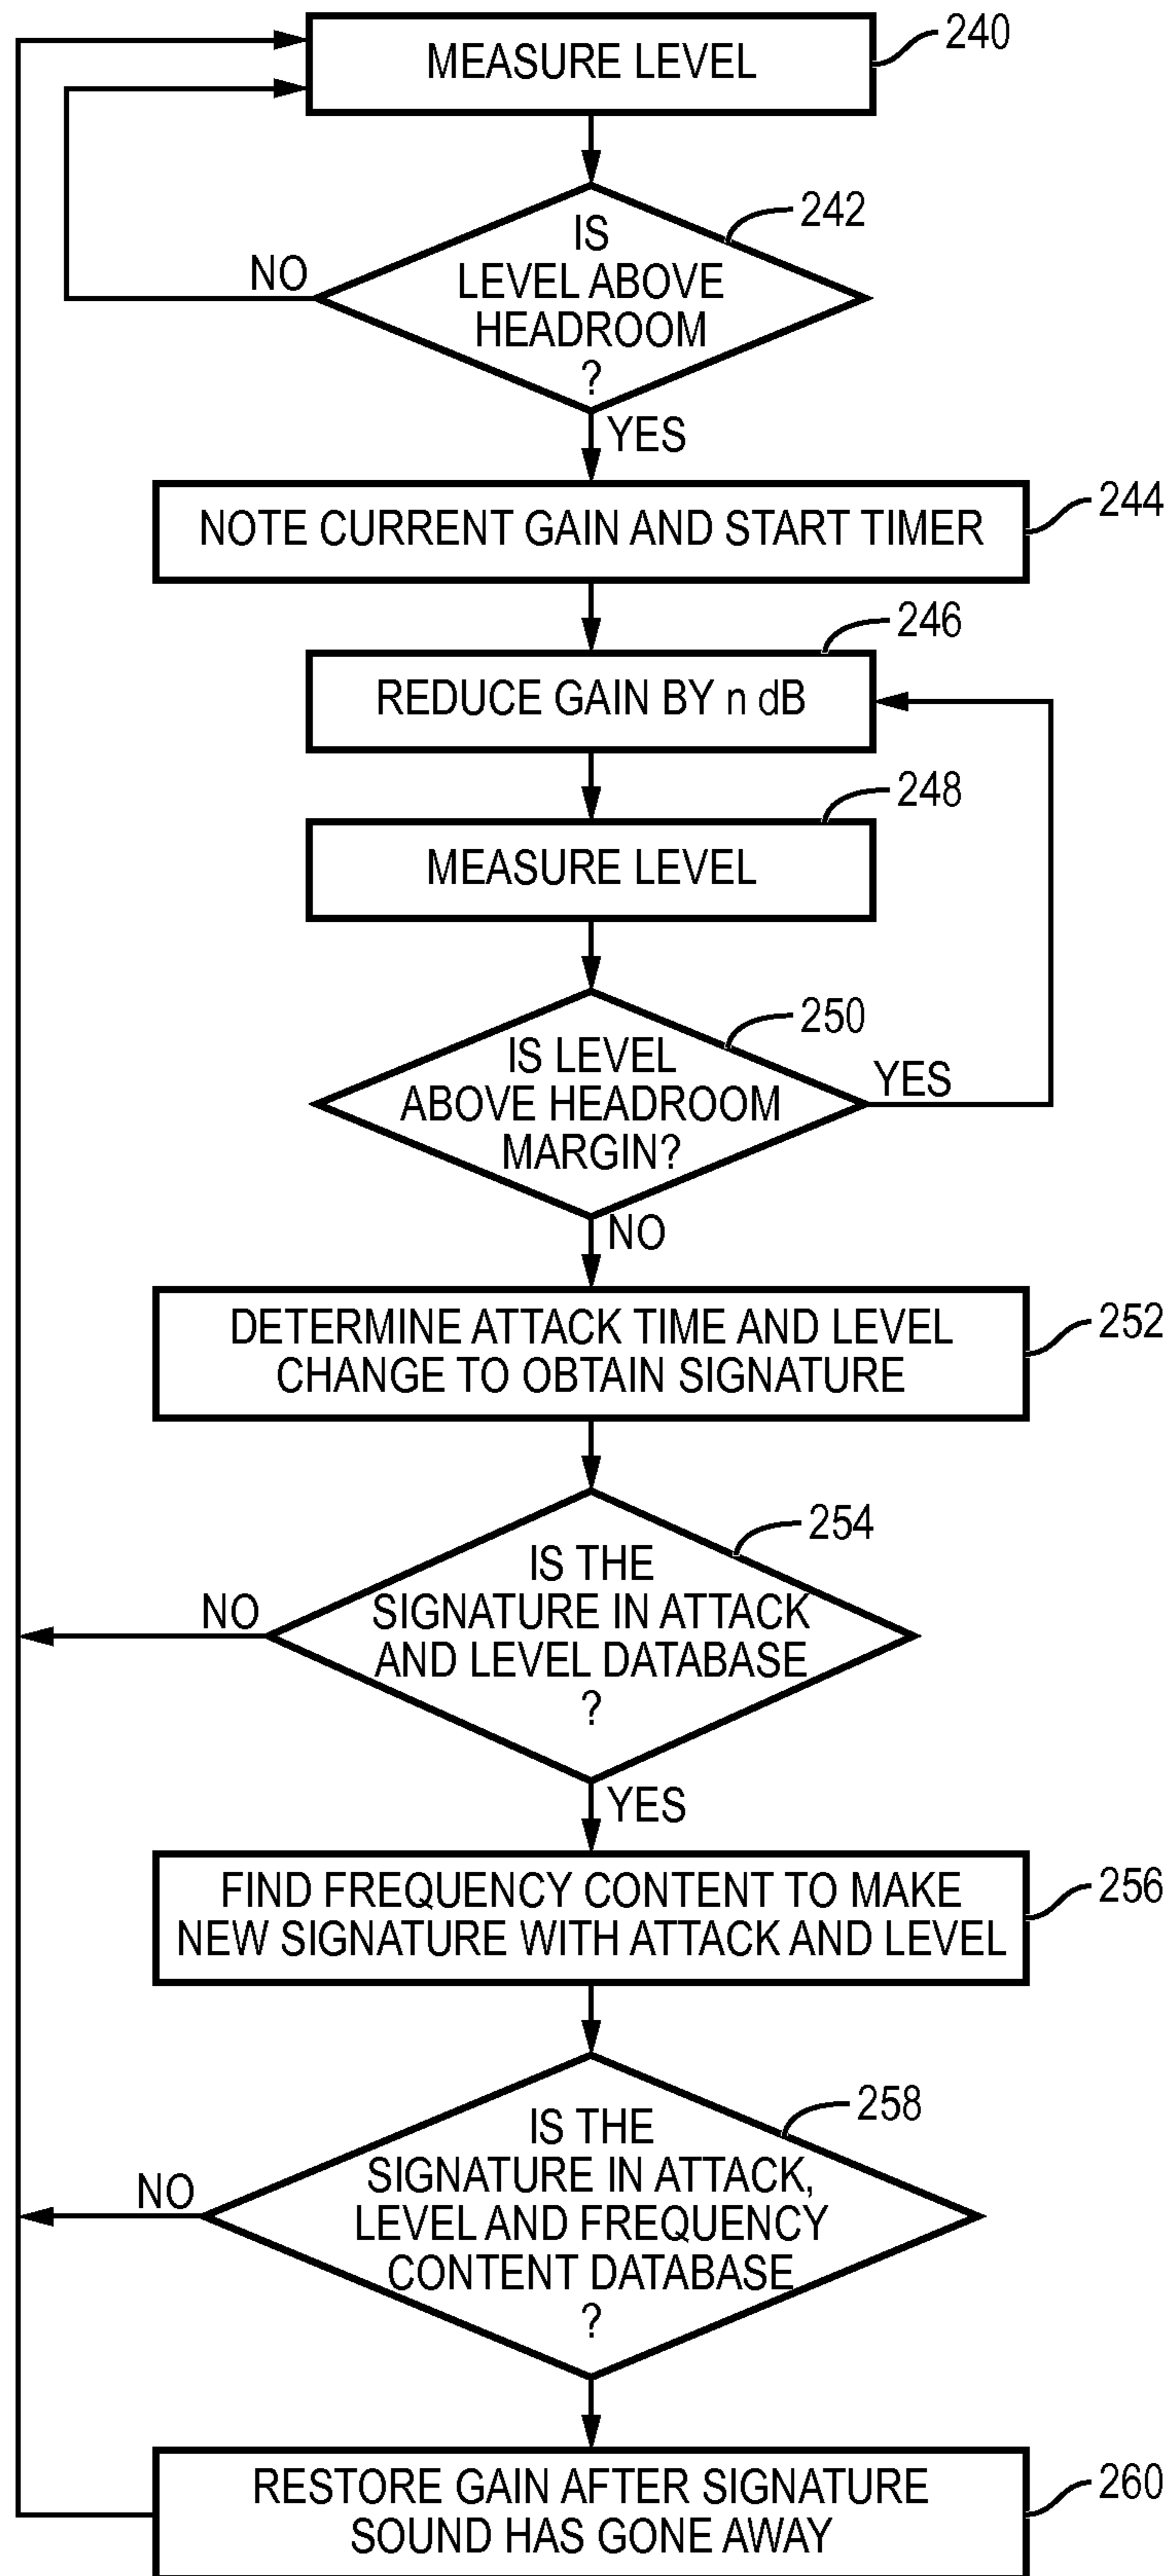 MEASURE LEVEL
240
242
IS
LEVEL ABOVE
HEADROOM
?
NO
YES
NOTE CURRENT GAIN AND START TIMER
244
246
REDUCE GAIN BY n dB
248
MEASURE LEVEL
250
IS LEVEL
ABOVE HEADROOM
MARGIN?
YES
NO
DETERMINE ATTACK TIME AND LEVEL
CHANGE TO OBTAIN SIGNATURE
252
254
IS THE
SIGNATURE IN ATTACK
AND LEVEL DATABASE
?
NO
YES
FIND FREQUENCY CONTENT TO MAKE
NEW SIGNATURE WITH ATTACK AND LEVEL
256
258
IS THE
SIGNATURE IN ATTACK,
LEVEL AND FREQUENCY
CONTENT DATABASE
?
NO
RESTORE GAIN AFTER SIGNATURE
SOUND HAS GONE AWAY
260